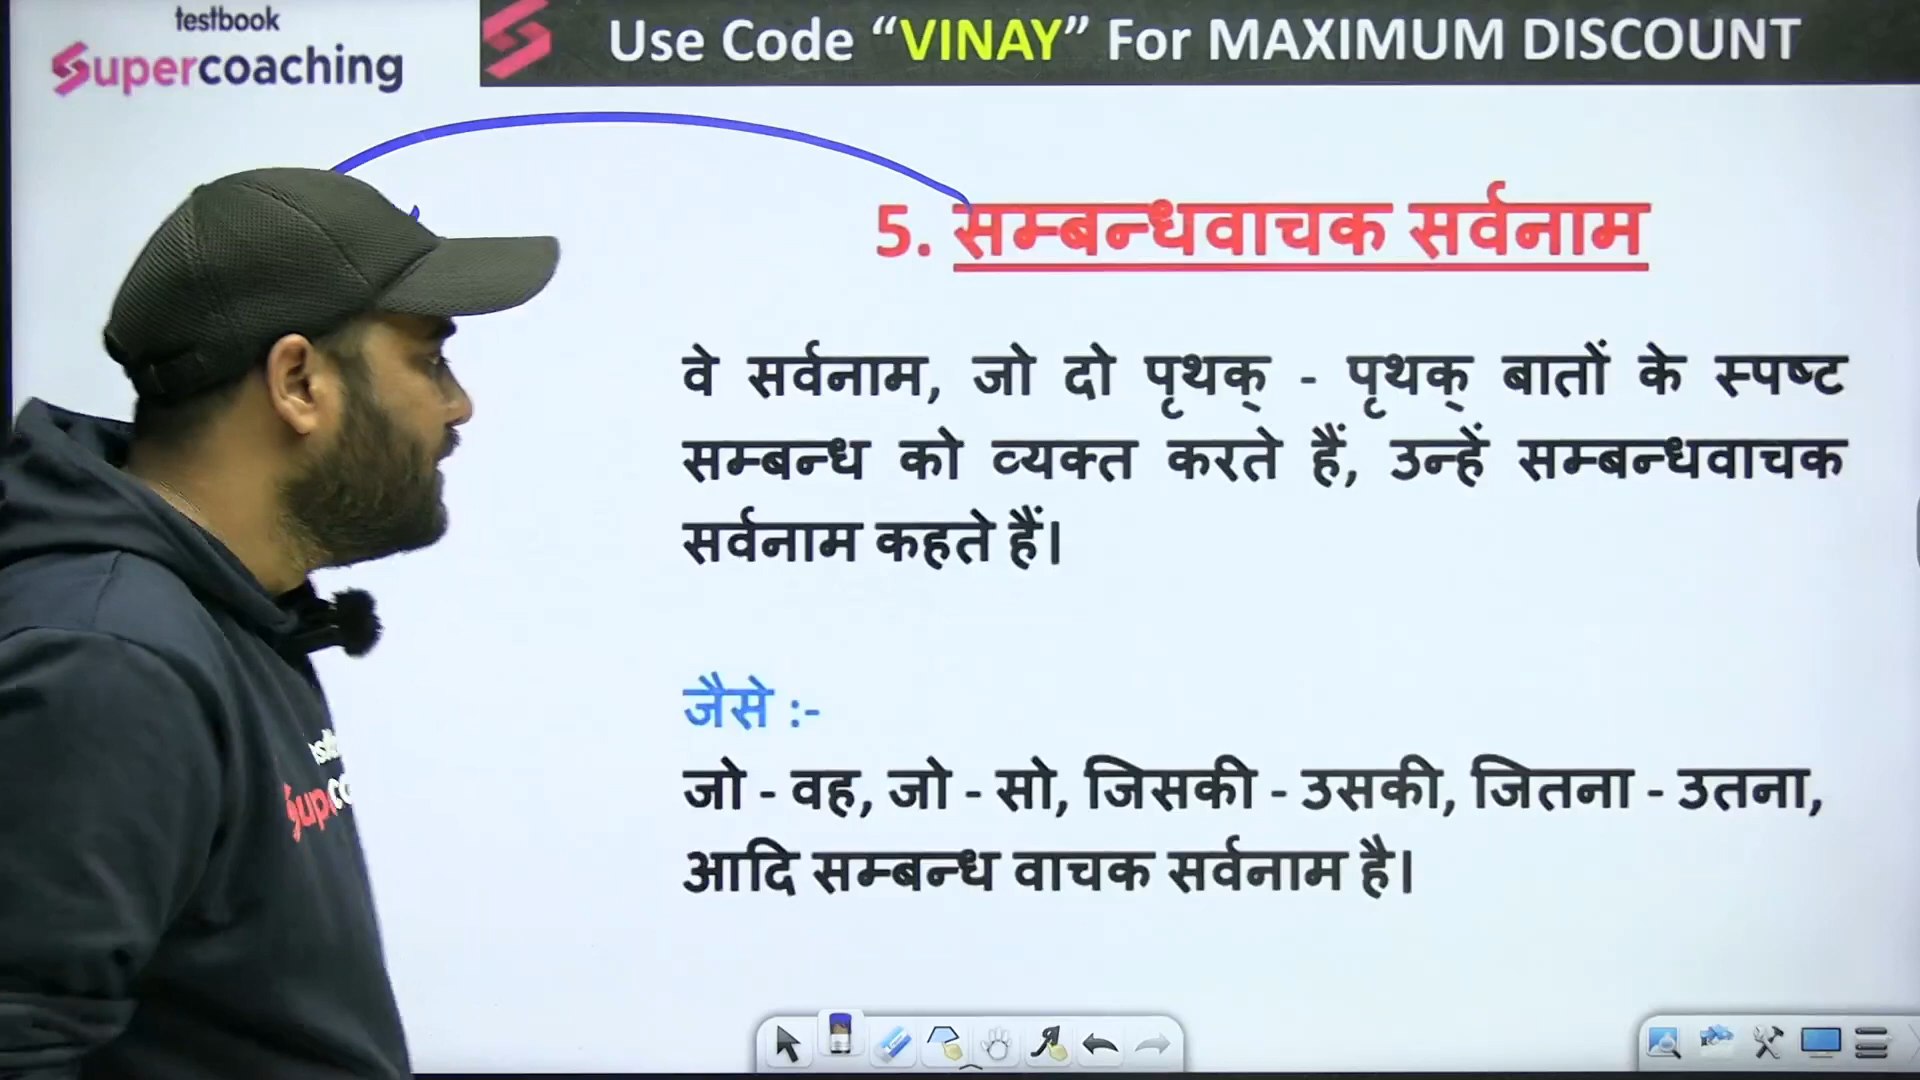 testbook
Supercoaching
Use Code “VINAY” For MAXIMUM DISCOUNT
5. सम्बन्धवाचक सर्वनाम
वे सर्वनाम, जो दो पृथक् - पृथक् बातों के स्पष्ट
सम्बन्ध को व्यक्त करते हैं, उन्हें सम्बन्धवाचक
सर्वनाम कहते हैं।
जैसे :-
जो - वह, जो - सो, जिसकी - उसकी, जितना - उतना,
आदि सम्बन्ध वाचक सर्वनाम है।